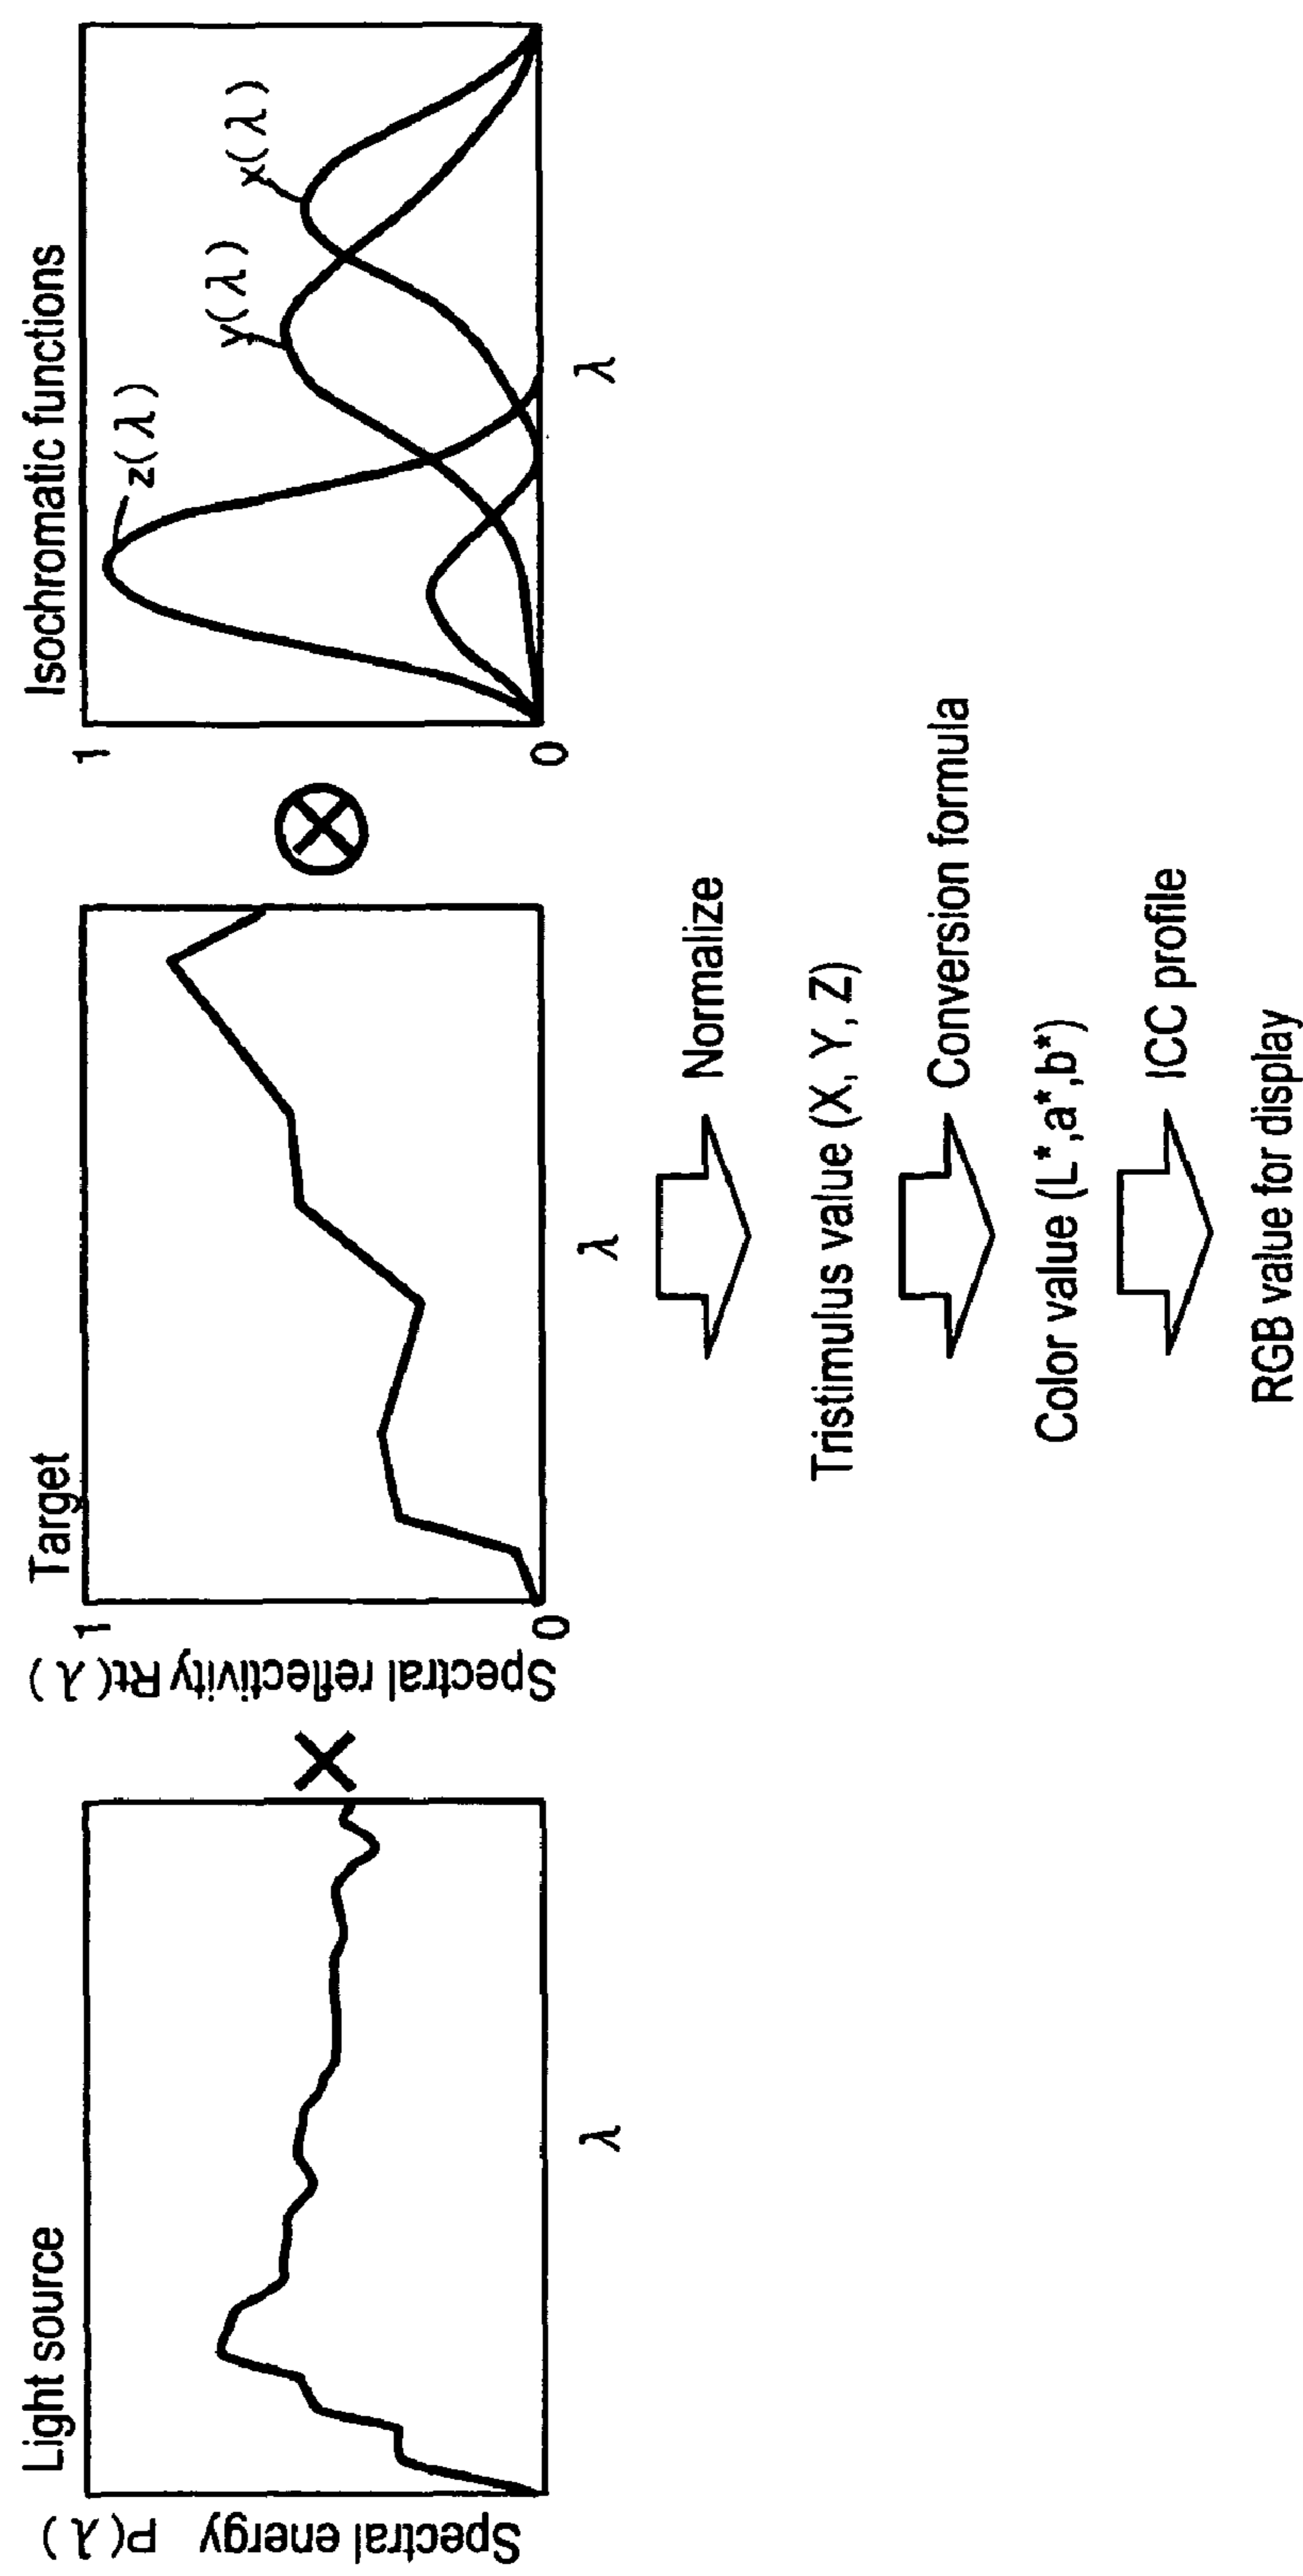 Light source
Spectral energy P(λ)
λ
×
Target
Spectral reflectivity Rt(λ)
1
0
λ
⊗
Isochromatic functions
1
0
z(λ)
y(λ)
x(λ)
λ
Normalize
Tristimulus value (X, Y, Z)
Conversion formula
Color value (L*,a*,b*)
ICC profile
RGB value for display